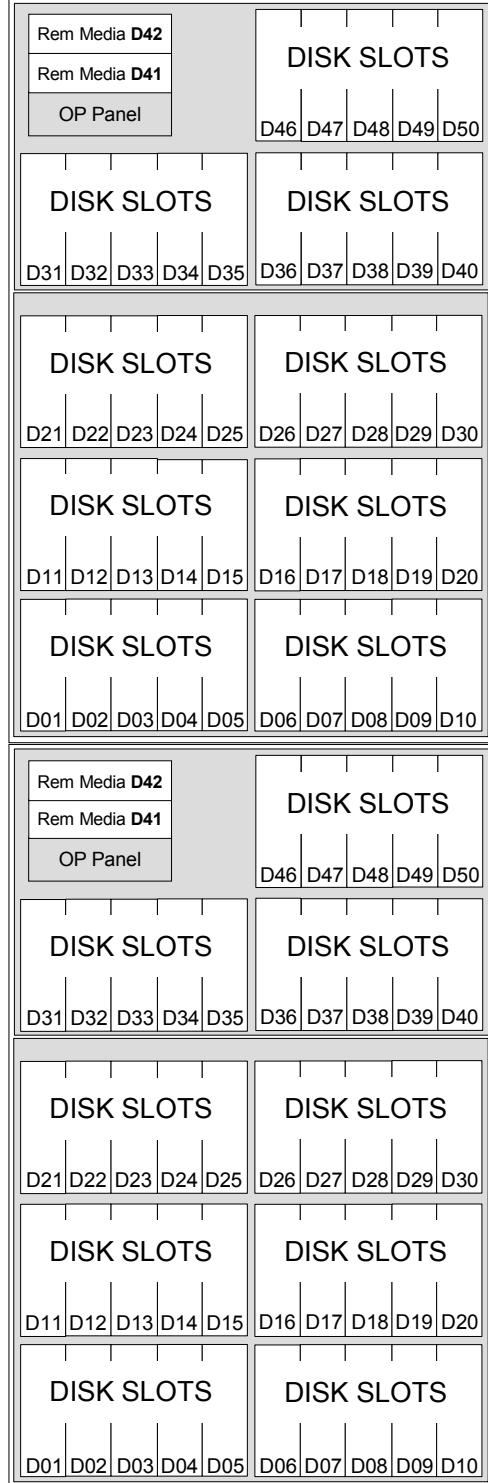 Rem Media D42
Rem Media D41
OP Panel
DISK SLOTS
D46 D47 D48 D49 D50
DISK SLOTS DISK SLOTS
D31 D32 D33 D34 D35 D36 D37 D38 D39 D40
DISK SLOTS DISK SLOTS
D21 D22 D23 D24 D25 D26 D27 D28 D29 D30
DISK SLOTS DISK SLOTS
D11 D12 D13 D14 D15 D16 D17 D18 D19 D20
DISK SLOTS DISK SLOTS
D01 D02 D03 D04 D05 D06 D07 D08 D09 D10
Rem Media D42
Rem Media D41
OP Panel
DISK SLOTS
D46 D47 D48 D49 D50
DISK SLOTS DISK SLOTS
D31 D32 D33 D34 D35 D36 D37 D38 D39 D40
DISK SLOTS DISK SLOTS
D21 D22 D23 D24 D25 D26 D27 D28 D29 D30
DISK SLOTS DISK SLOTS
D11 D12 D13 D14 D15 D16 D17 D18 D19 D20
DISK SLOTS DISK SLOTS
D01 D02 D03 D04 D05 D06 D07 D08 D09 D10